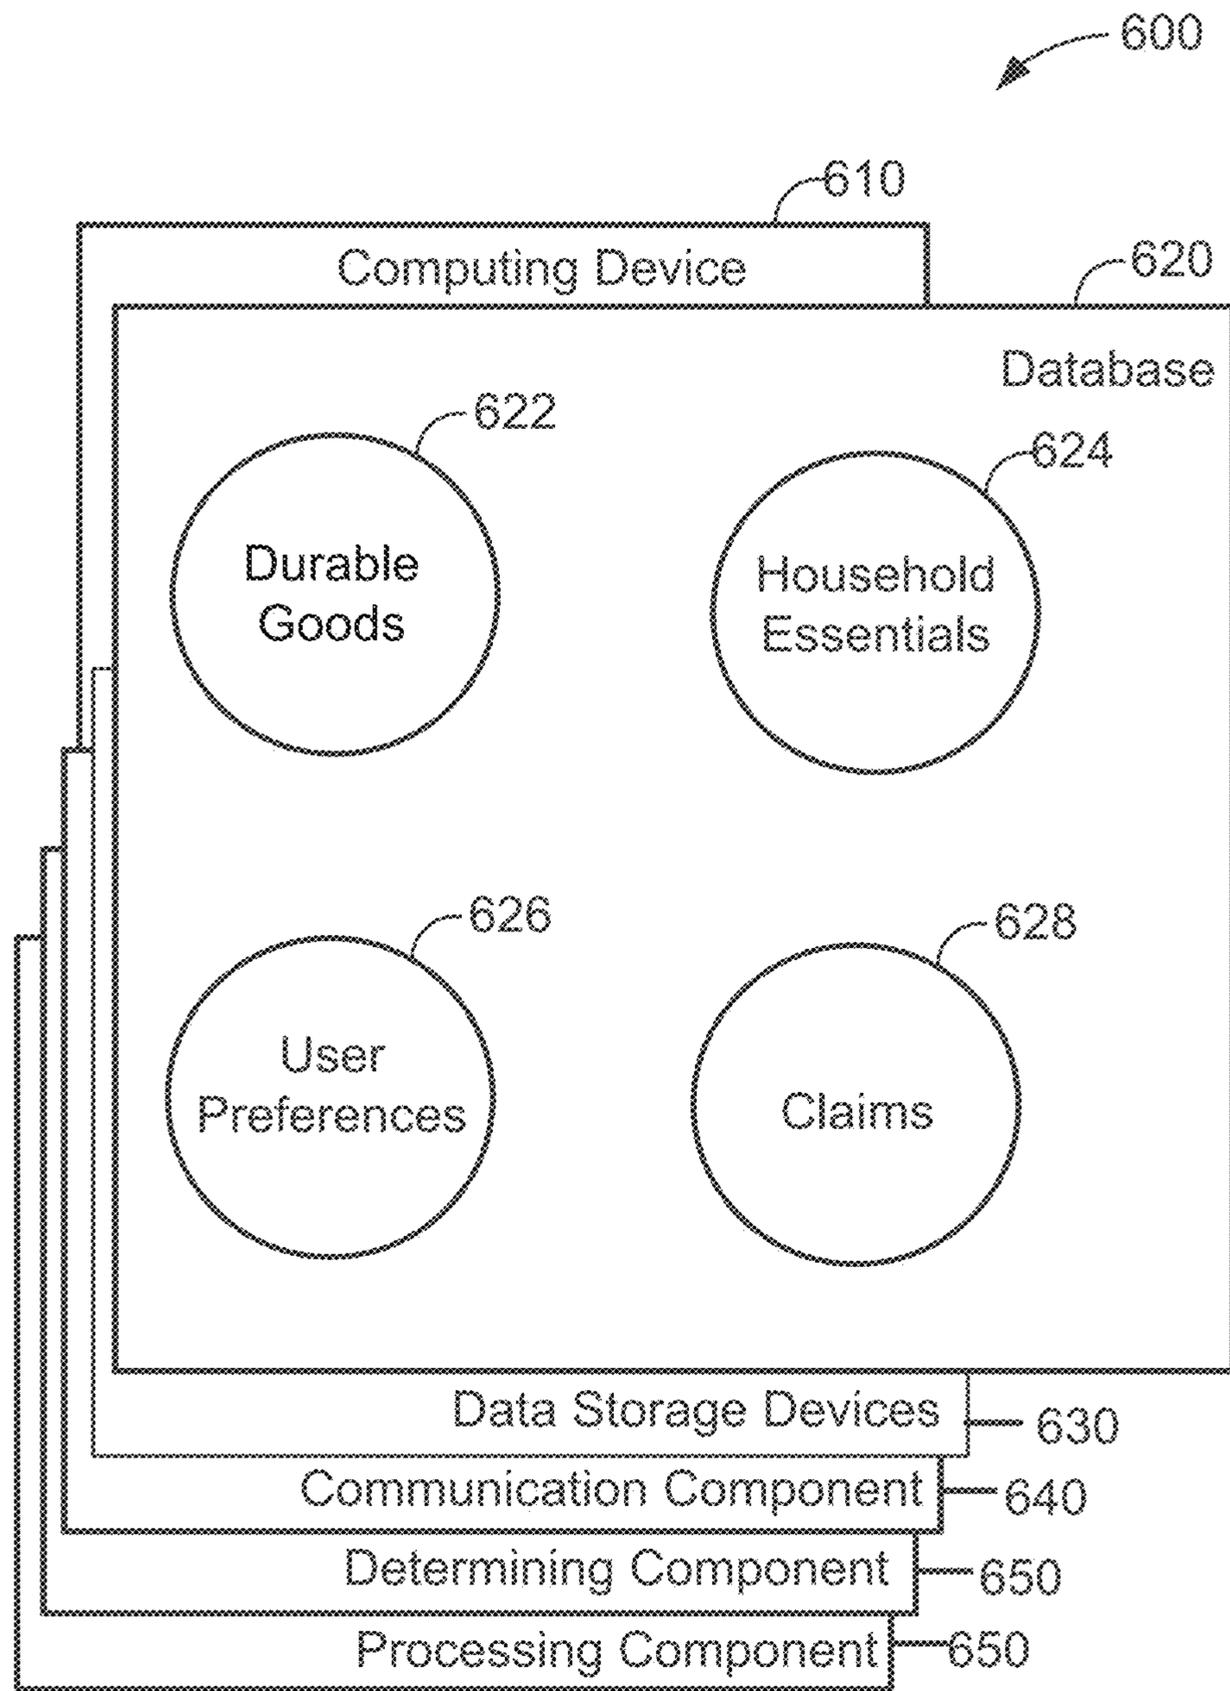 600
610
Computing Device
620
Database
622
624
Durable
Goods
Household
Essentials
626
628
User
Preferences
Claims
Data Storage Devices
630
Communication Component
640
Determining Component
650
Processing Component
650